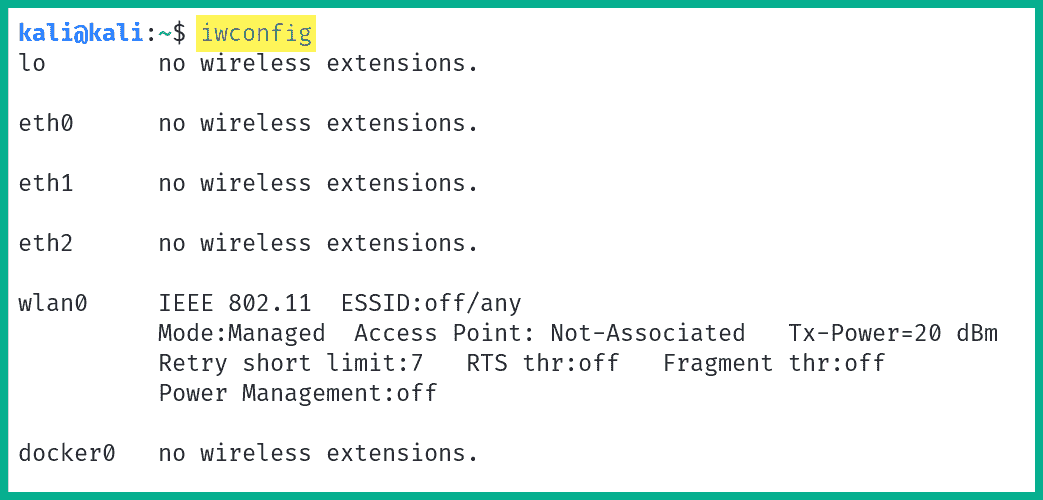 kali@kali:~$ iwconfig
lo        no wireless extensions.
eth0      no wireless extensions.
eth1      no wireless extensions.
eth2      no wireless extensions.
wlan0     IEEE 802.11  ESSID:off/any
          Mode:Managed  Access Point: Not-Associated   Tx-Power=20 dBm
          Retry short limit:7   RTS thr:off   Fragment thr:off
          Power Management:off
docker0   no wireless extensions.